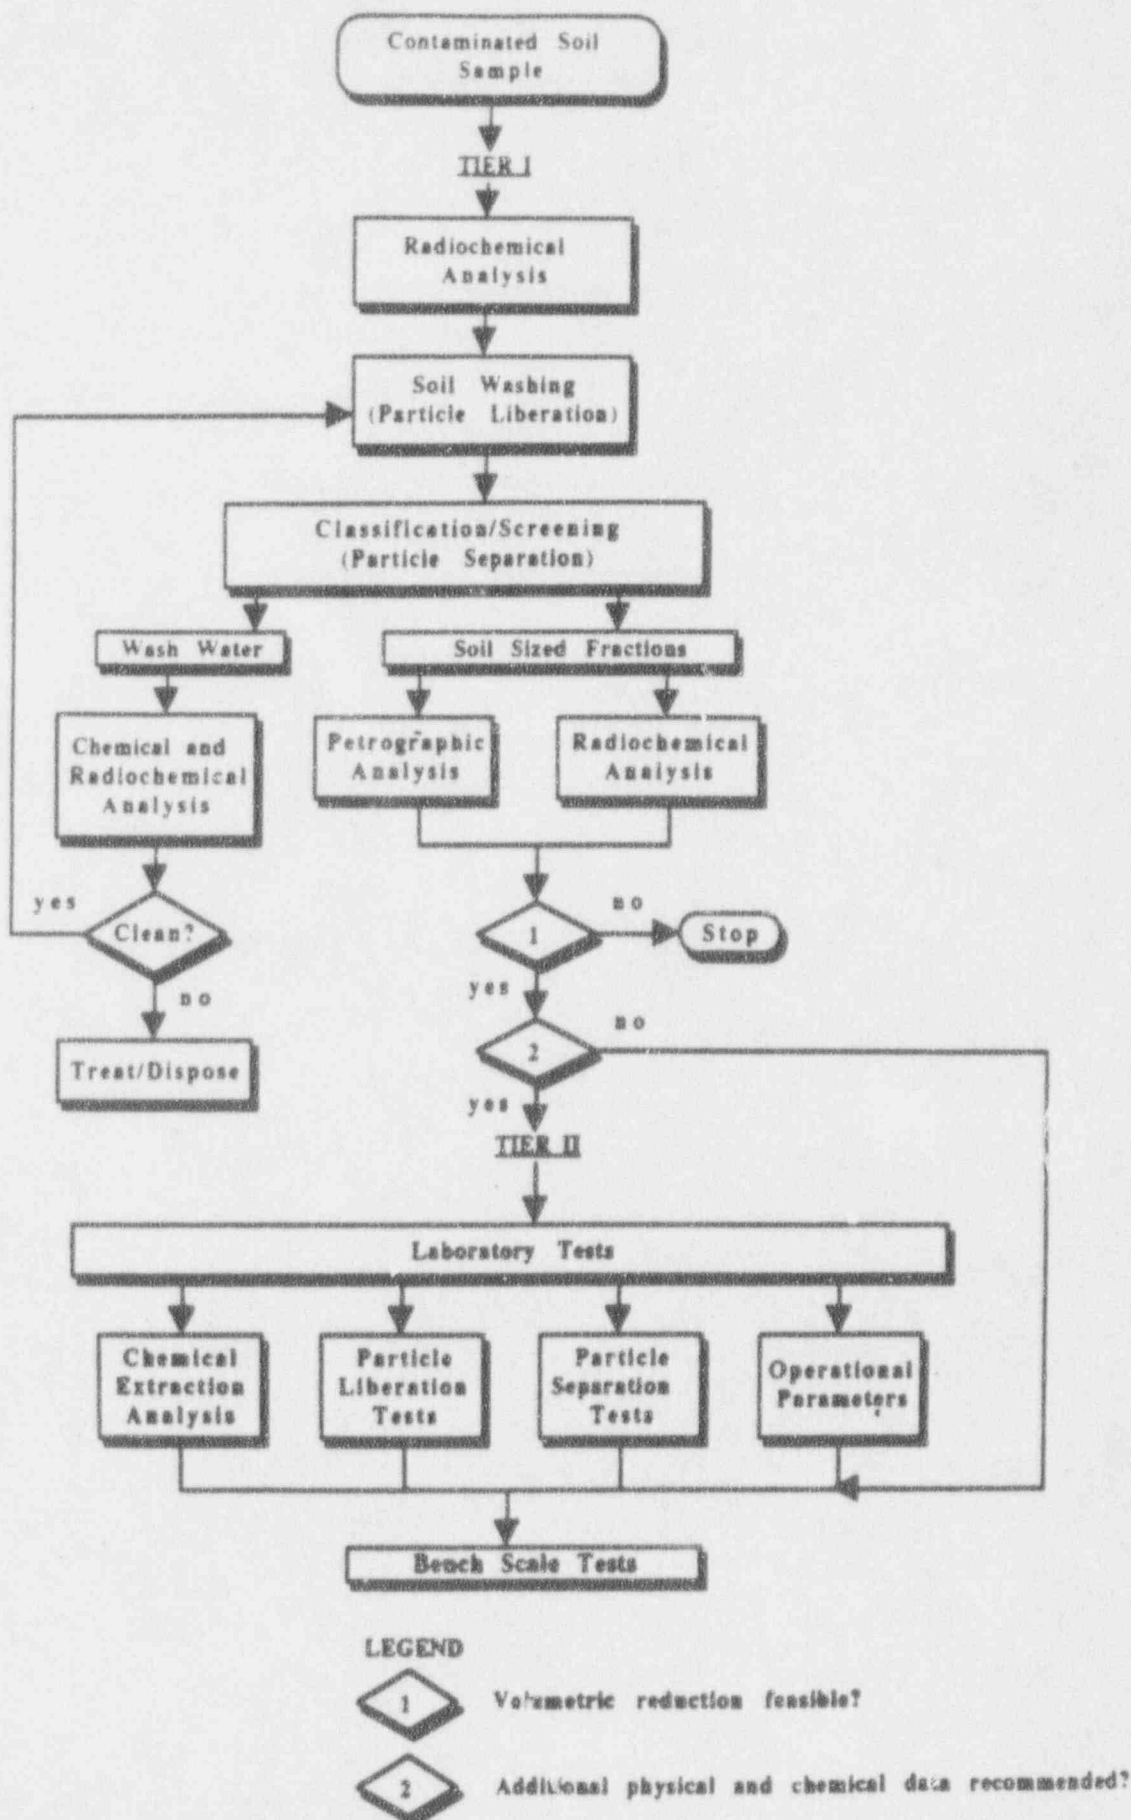 Contaminated Soil
Sample
TIER I
Radiochemical
Analysis
Soil Washing
(Particle Liberation)
Classification/Screening
(Particle Separation)
Wash Water
Soil Sized Fractions
Chemical and
Radiochemical
Analysis
Petrographic
Analysis
Radiochemical
Analysis
yes
Clean?
no
Treat/Dispose
1
no
Stop
yes
2
no
yes
TIER II
Laboratory Tests
Chemical
Extraction
Analysis
Particle
Liberation
Tests
Particle
Separation
Tests
Operational
Parameters
Bench Scale Tests
LEGEND
1 Volumetric reduction feasible?
2 Additional physical and chemical data recommended?